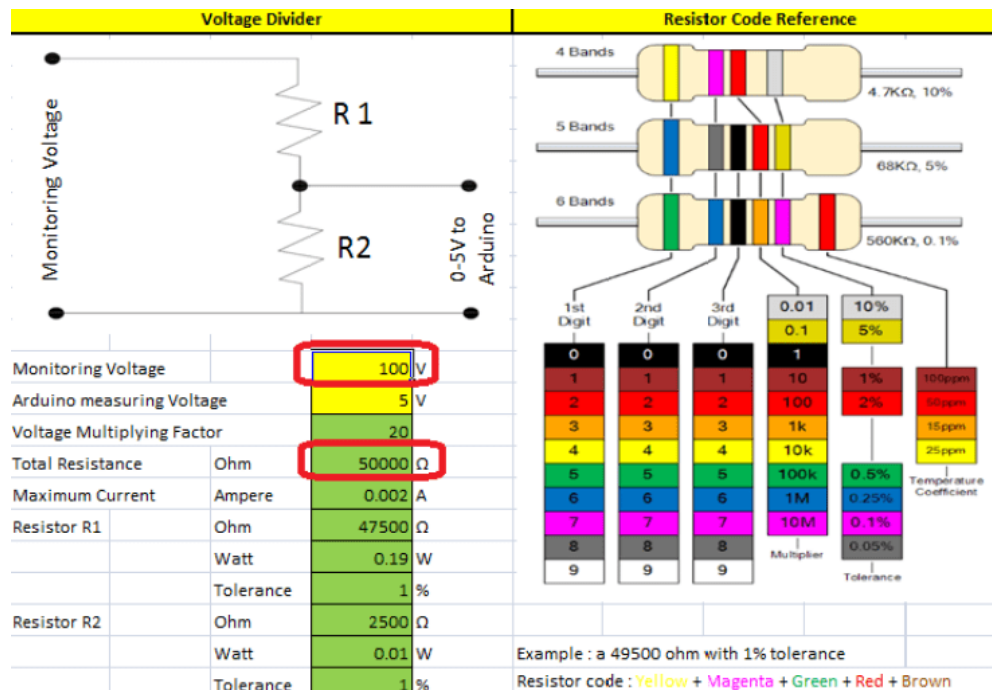 Voltage Divider
Monitoring Voltage
R 1
R2
0-5V to
Arduino
Monitoring Voltage 100 V
Arduino measuring Voltage 5 V
Voltage Multiplying Factor 20
Total Resistance Ohm 50000 Ω
Maximum Current Ampere 0.002 A
Resistor R1 Ohm 47500 Ω
Watt 0.19 W
Tolerance 1 %
Resistor R2 Ohm 2500 Ω
Watt 0.01 W
Tolerance 1 %
Resistor Code Reference
4 Bands
4.7KΩ, 10%
5 Bands
68KΩ, 5%
6 Bands
560KΩ, 0.1%
1st
Digit
2nd
Digit
3rd
Digit
0.01 10%
0.1 5%
0 0 0 1
1 1 1 10 1% 100ppm
2 2 2 100 2% 50ppm
3 3 3 1k 15ppm
4 4 4 10k 25ppm
5 5 5 100k 0.5%
6 6 6 1M 0.25%
7 7 7 10M 0.1%
8 8 8 0.05%
9 9 9
Temperature
Coefficient
Multiplier
Tolerance
Example : a 49500 ohm with 1% tolerance
Resistor code : Yellow + Magenta + Green + Red + Brown